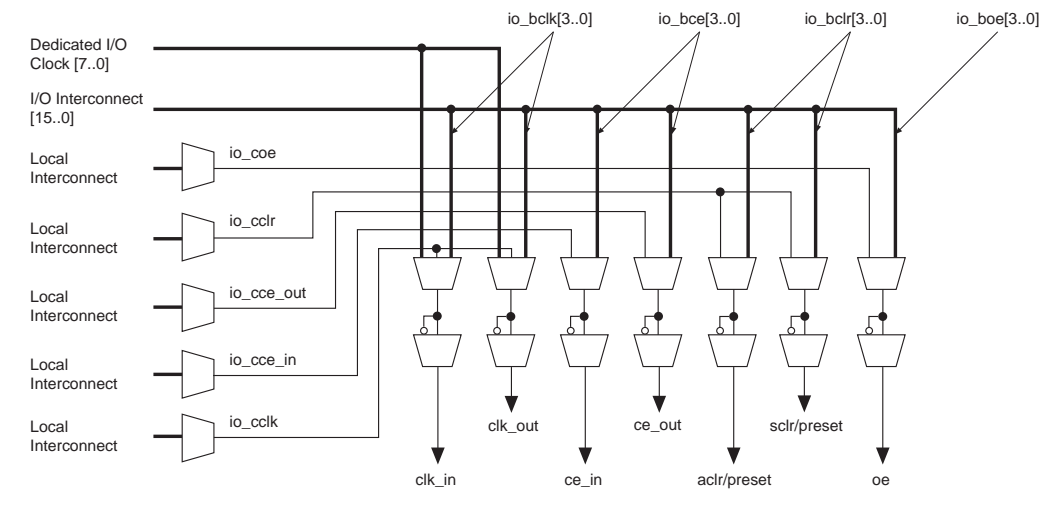 io_bclk[3..0] io_bce[3..0] io_bclr[3..0] io_boe[3..0]
Dedicated I/O
Clock [7..0]
I/O Interconnect
[15..0]
Local
Interconnect
io_coe
Local
Interconnect
io_cclr
Local
Interconnect
io_cce_out
Local
Interconnect
io_cce_in
Local
Interconnect
io_cclk
clk_out ce_out sclr/preset
clk_in ce_in aclr/preset oe